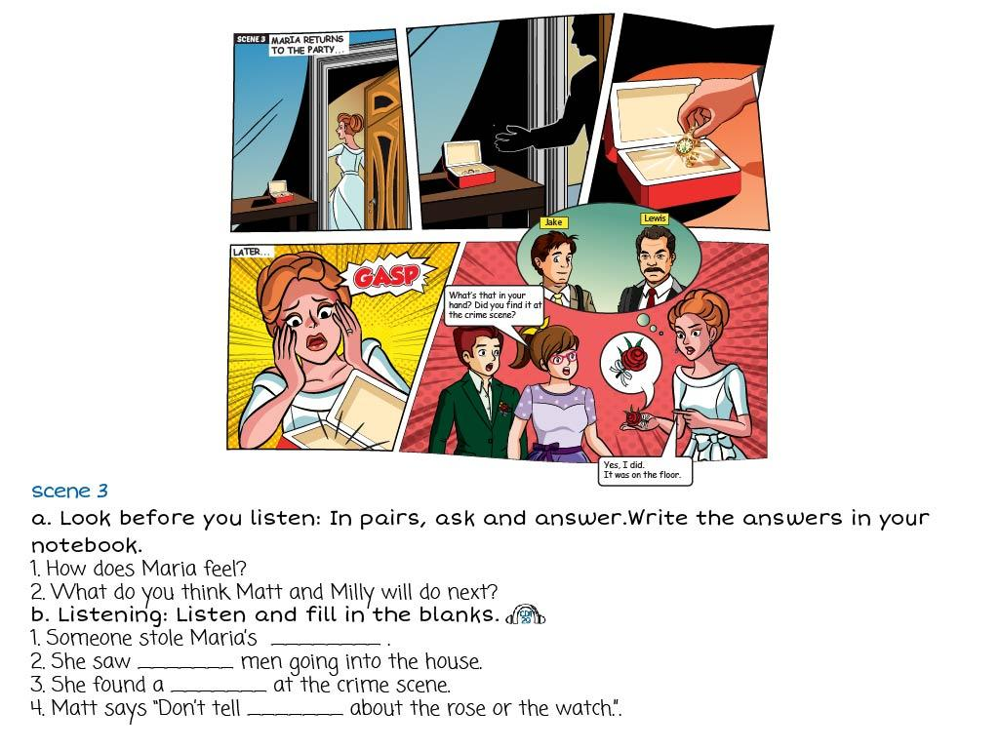 SCENE 3
MARIA RETURNS
TO THE PARTY...
LATER...
GASP
Jake
Lewis
What's that in your
hand? Did you find it at
the crime scene?
Yes, I did.
It was on the floor.
scene 3
a. Look before you listen: In pairs, ask and answer.Write the answers in your
notebook.
1. How does Maria feel?
2. What do you think Matt and Milly will do next?
b. Listening: Listen and fill in the blanks.
CD1
29
1. Someone stole Maria's ________ .
2. She saw _______ men going into the house.
3. She found a _______ at the crime scene.
4. Matt says "Don't tell _______ about the rose or the watch.".